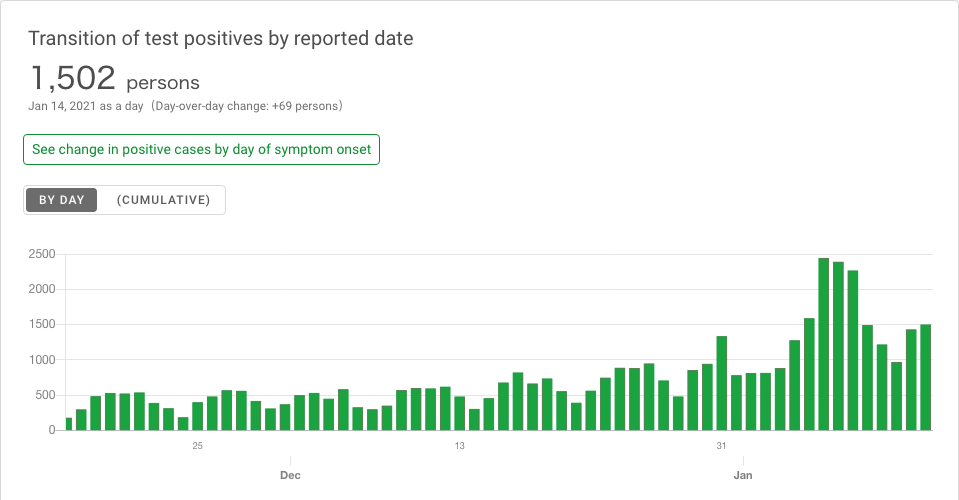 Transition of test positives by reported date
1,502 persons
Jan 14, 2021 as a day（Day-over-day change: +69 persons）
See change in positive cases by day of symptom onset
BY DAY (CUMULATIVE)
2500
2000
1500
1000
500
0
25 13 31
Dec Jan